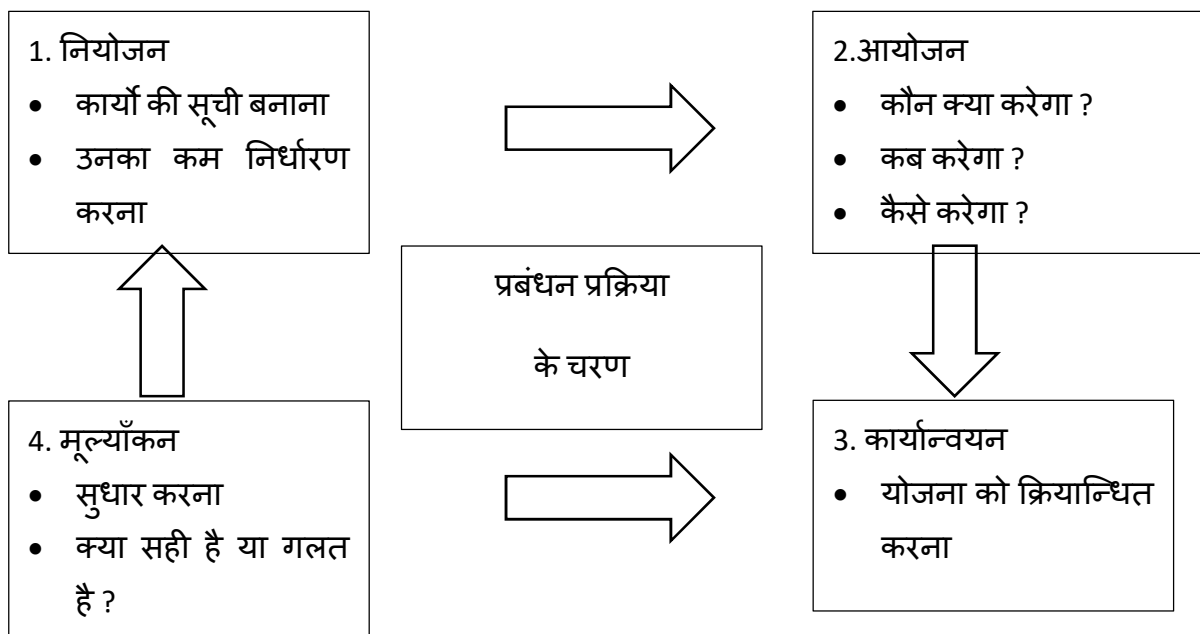 1. नियोजन
• कार्यो की सूची बनाना
• उनका कम निर्धारण
करना
2.आयोजन
• कौन क्या करेगा ?
• कब करेगा ?
• कैसे करेगा ?
प्रबंधन प्रक्रिया
के चरण
4. मूल्याँकन
• सुधार करना
• क्या सही है या गलत
है ?
3. कार्यान्वयन
• योजना को क्रियान्धित
करना